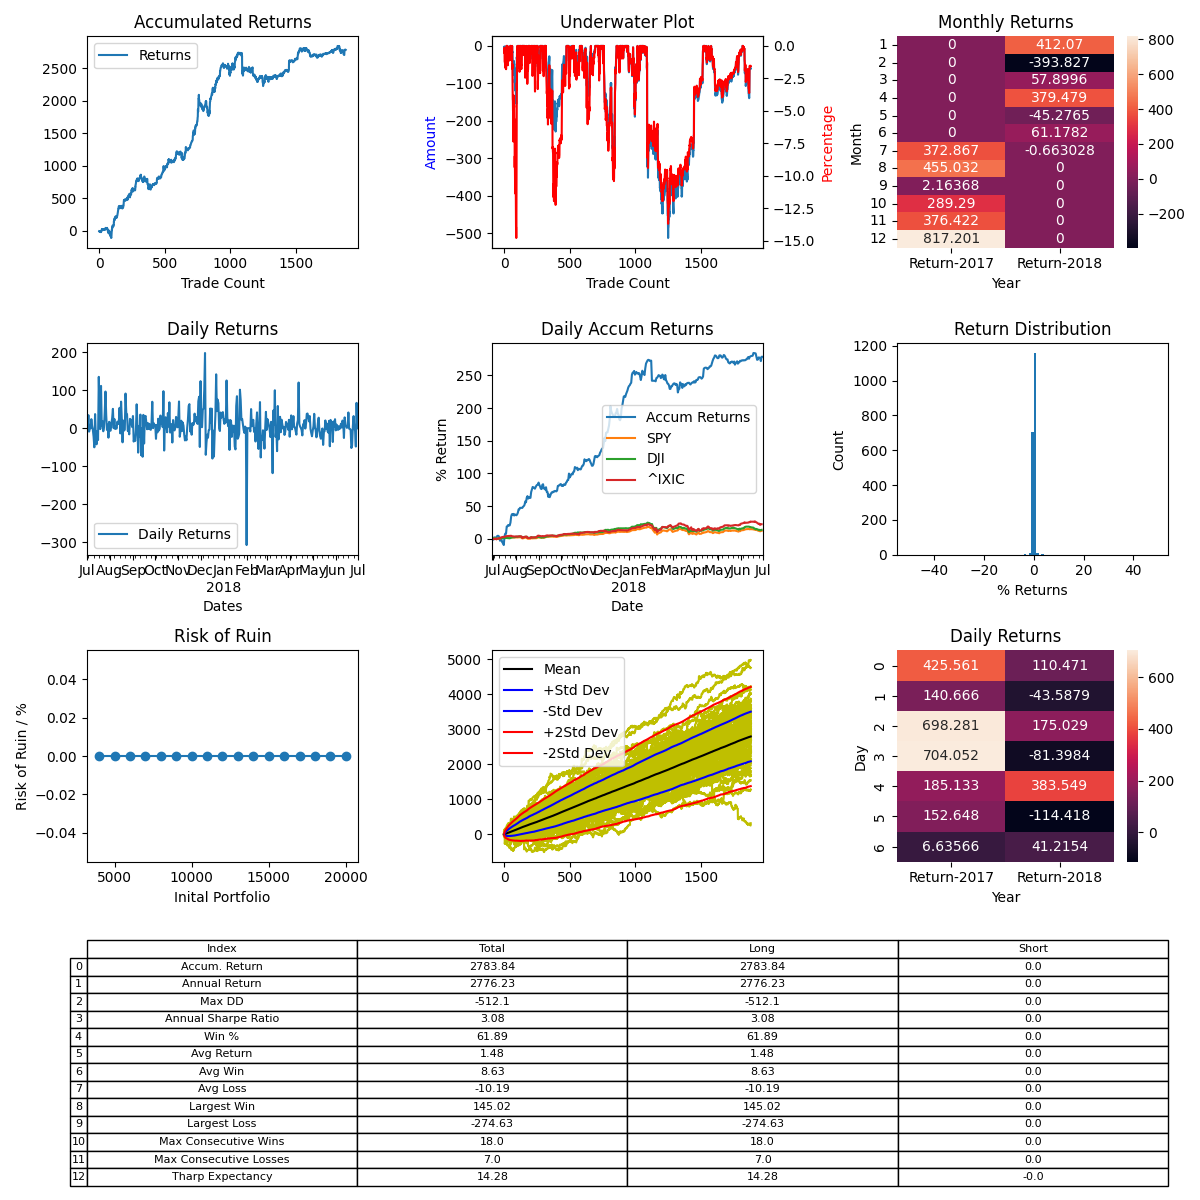 Accumulated Returns
Returns
2500
2000
1500
1000
500
0
0 500 1000 1500
Trade Count
Underwater Plot
Amount
0
−100
−200
−300
−400
−500
0.0
−2.5
−5.0
−7.5
−10.0
−12.5
−15.0
Percentage
0 500 1000 1500
Trade Count
Monthly Returns
Month
1 0 412.07
2 0 -393.827
3 0 57.8996
4 0 379.479
5 0 -45.2765
6 0 61.1782
7 372.867 -0.663028
8 455.032 0
9 2.16368 0
10 289.29 0
11 376.422 0
12 817.201 0
Return-2017 Return-2018
Year
800
600
400
200
0
−200
Daily Returns
200
100
0
−100
−200
−300
Daily Returns
Jul Aug Sep Oct Nov Dec Jan Feb Mar Apr May Jun Jul
2018
Dates
Daily Accum Returns
% Return
250
200
150
100
50
0
Accum Returns
SPY
DJI
^IXIC
Jul Aug Sep Oct Nov Dec Jan Feb Mar Apr May Jun Jul
2018
Date
Return Distribution
Count
1200
1000
800
600
400
200
0
−40 −20 0 20 40
% Returns
Risk of Ruin
Risk of Ruin / %
0.04
0.02
0.00
−0.02
−0.04
5000 10000 15000 20000
Inital Portfolio
5000
4000
3000
2000
1000
0
Mean
+Std Dev
-Std Dev
+2Std Dev
-2Std Dev
0 500 1000 1500
Daily Returns
Day
0 425.561 110.471
1 140.666 -43.5879
2 698.281 175.029
3 704.052 -81.3984
4 185.133 383.549
5 152.648 -114.418
6 6.63566 41.2154
Return-2017 Return-2018
Year
600
400
200
0
Index Total Long Short
0 Accum. Return 2783.84 2783.84 0.0
1 Annual Return 2776.23 2776.23 0.0
2 Max DD -512.1 -512.1 0.0
3 Annual Sharpe Ratio 3.08 3.08 0.0
4 Win % 61.89 61.89 0.0
5 Avg Return 1.48 1.48 0.0
6 Avg Win 8.63 8.63 0.0
7 Avg Loss -10.19 -10.19 0.0
8 Largest Win 145.02 145.02 0.0
9 Largest Loss -274.63 -274.63 0.0
10 Max Consecutive Wins 18.0 18.0 0.0
11 Max Consecutive Losses 7.0 7.0 0.0
12 Tharp Expectancy 14.28 14.28 -0.0